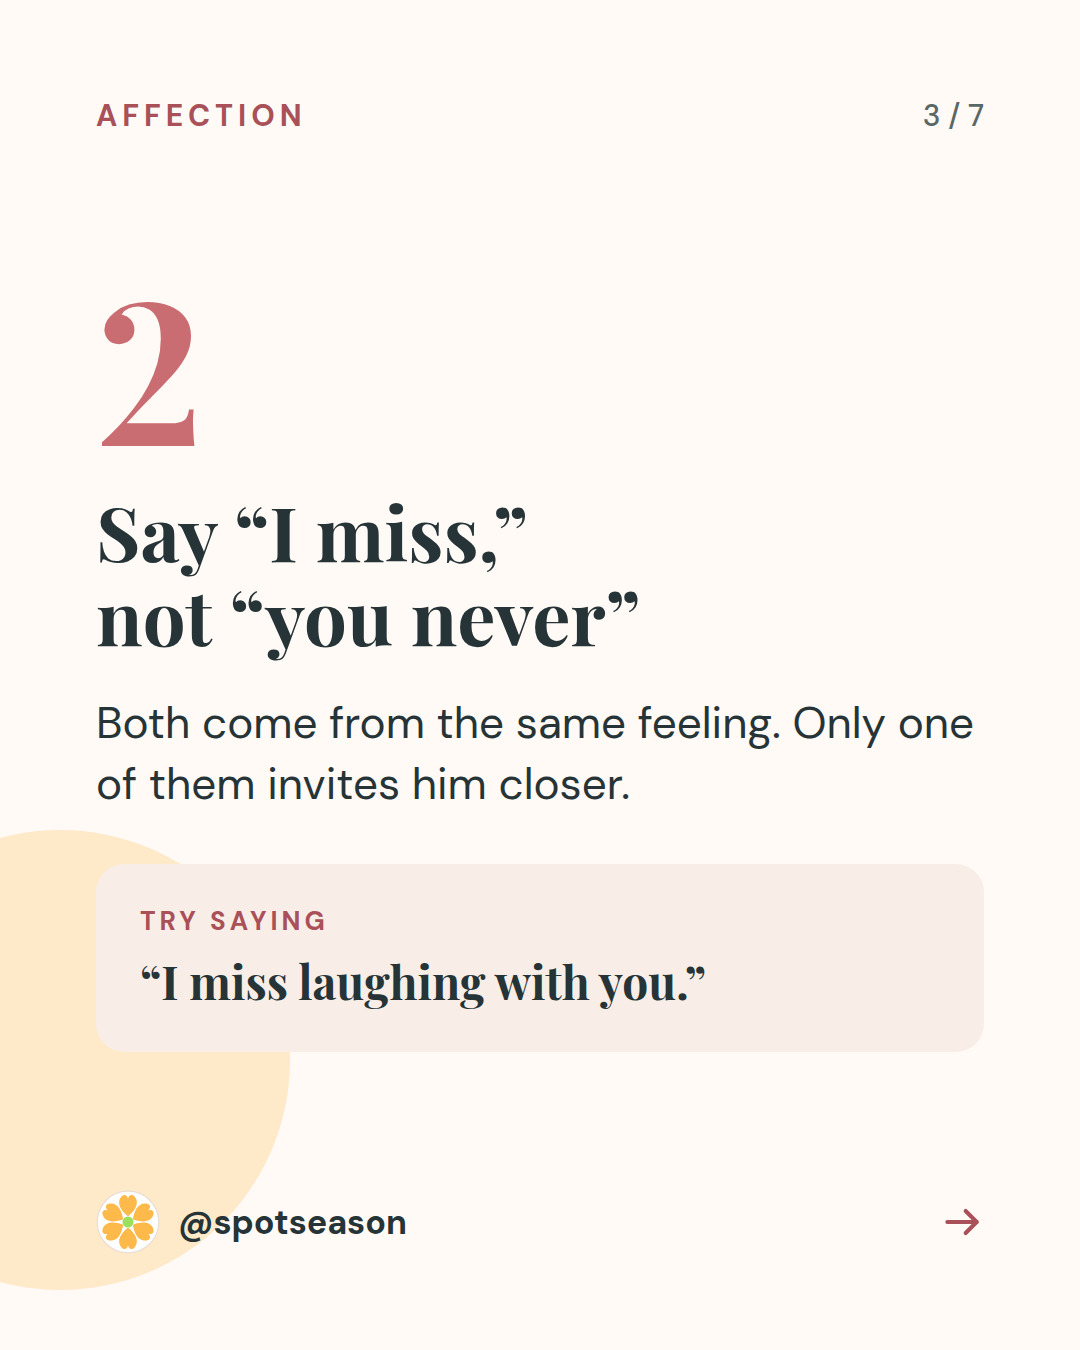 AFFECTION
3 / 7
2
Say “I miss,”
not “you never”
Both come from the same feeling. Only one
of them invites him closer.
TRY SAYING
“I miss laughing with you.”
@spotseason